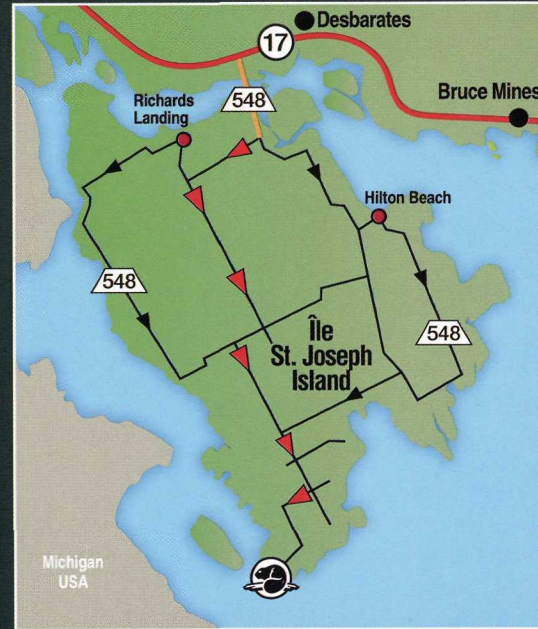 Desbarates
17
Bruce Mines
Richards
Landing
548
Hilton Beach
548
548
Île
St. Joseph
Island
Michigan
USA